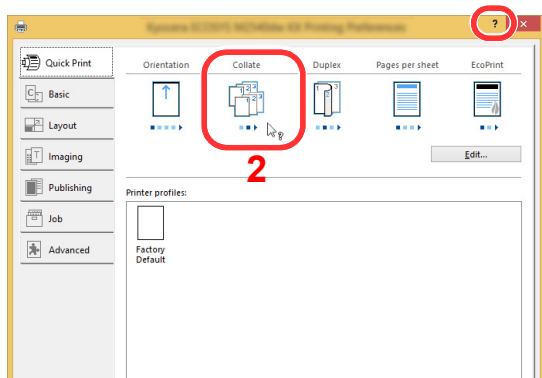 ? ×
Quick Print
Basic
Layout
Imaging
Publishing
Job
Advanced
Orientation Collate Duplex Pages per sheet EcoPrint
2
Edit...
Printer profiles:
Factory
Default